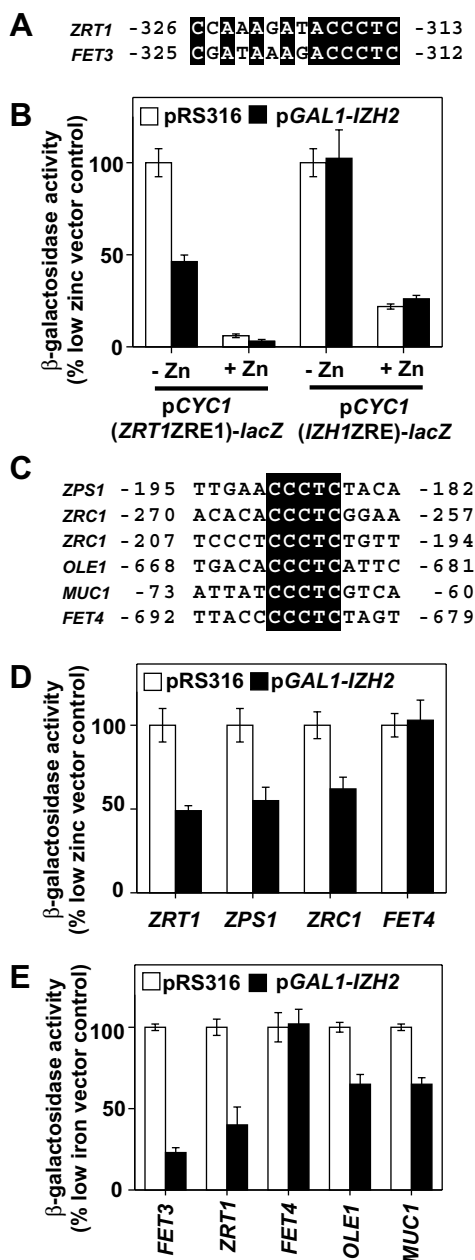 A
ZRT1 -326 CCAAAGATACCCTC -313
FET3 -325 CGATAAAGACCCTC -312
B
pRS316 pGAL1-IZH2
β-galactosidase activity
(% low zinc vector control)
100
50
0
- Zn + Zn - Zn + Zn
pCYC1 pCYC1
(ZRT1ZRE1)-lacZ (IZH1ZRE)-lacZ
C
ZPS1 -195 TTGAACCCTCTACA -182
ZRC1 -270 ACACACCCTCGGAA -257
ZRC1 -207 TCCCTCCCTCTGTT -194
OLE1 -668 TGACACCCTCATTC -681
MUC1 -73 ATTATCCCTCGTCA -60
FET4 -692 TTACCCCCTCTAGT -679
D
pRS316 pGAL1-IZH2
β-galactosidase activity
(% low zinc vector control)
100
50
0
ZRT1 ZPS1 ZRC1 FET4
E
pRS316 pGAL1-IZH2
β-galactosidase activity
(% low iron vector control)
100
50
0
FET3 ZRT1 FET4 OLE1 MUC1